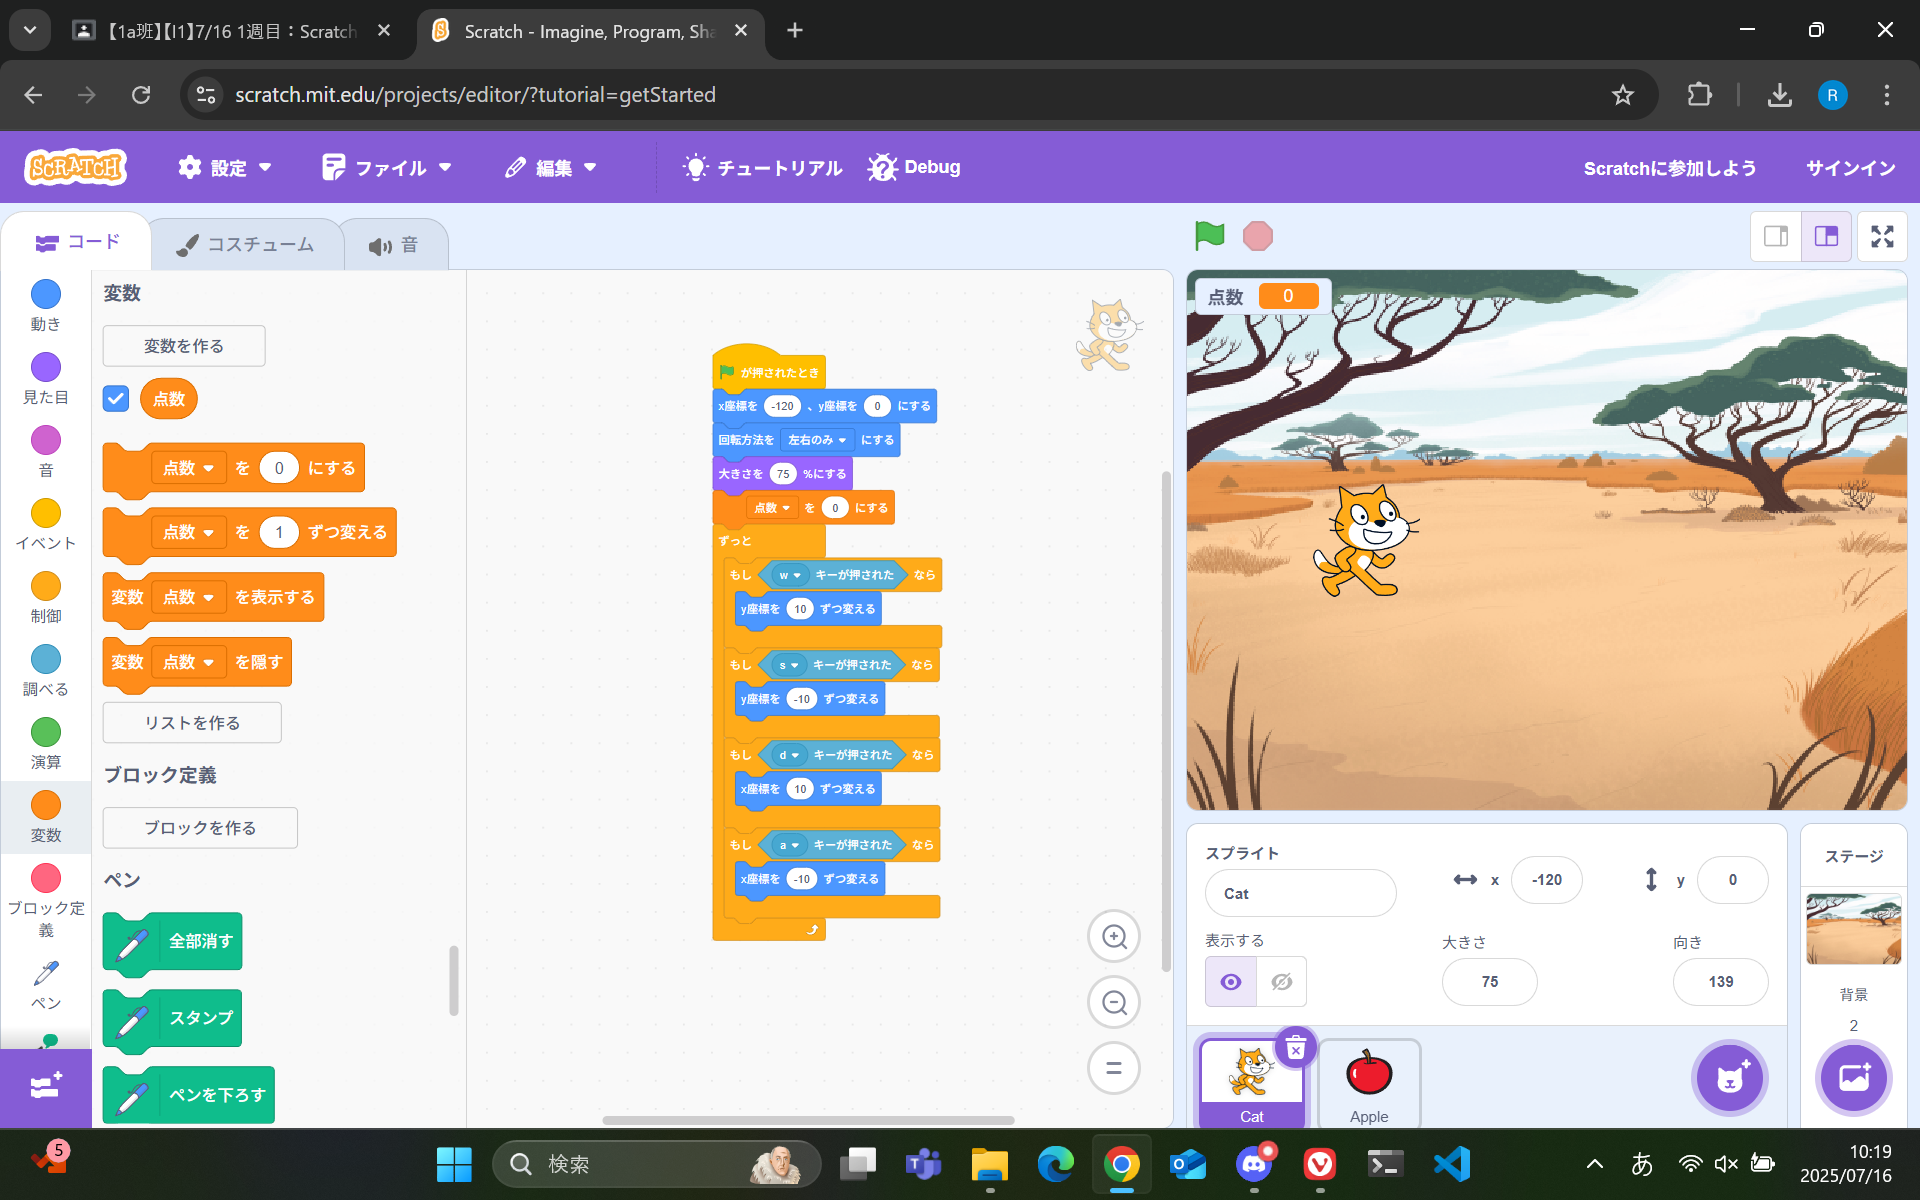 【1a班】【I1】7/16 1週目：Scratch
Scratch - Imagine, Program, Sha
scratch.mit.edu/projects/editor/?tutorial=getStarted
R
SCRATCH
設定
ファイル
編集
チュートリアル
Debug
Scratchに参加しよう
サインイン
コード
コスチューム
音
動き
見た目
音
イベント
制御
調べる
演算
変数
ブロック定義
ペン
変数
変数を作る
点数
点数 を 0 にする
点数 を 1 ずつ変える
変数 点数 を表示する
変数 点数 を隠す
リストを作る
ブロック定義
ブロックを作る
ペン
全部消す
スタンプ
ペンを下ろす
が押されたとき
x座標を -120 、y座標を 0 にする
回転方法を 左右のみ にする
大きさを 75 %にする
点数 を 0 にする
ずっと
もし w キーが押された なら
y座標を 10 ずつ変える
もし s キーが押された なら
y座標を -10 ずつ変える
もし d キーが押された なら
x座標を 10 ずつ変える
もし a キーが押された なら
x座標を -10 ずつ変える
点数 0
スプライト
Cat
x -120
y 0
表示する
大きさ
75
向き
139
Cat
Apple
ステージ
背景
2
5
検索
あ
10:19
2025/07/16